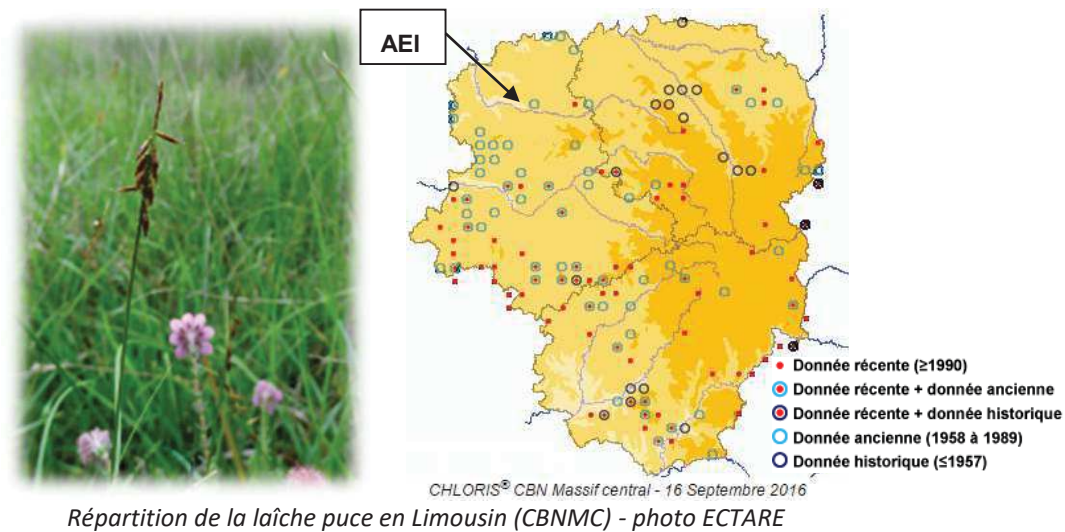 AEI
Donnée récente (≥1990)
Donnée récente + donnée ancienne
Donnée récente + donnée historique
Donnée ancienne (1958 à 1989)
Donnée historique (≤1957)
CHLORIS® CBN Massif central - 16 Septembre 2016
Répartition de la laîche puce en Limousin (CBNMC) - photo ECTARE